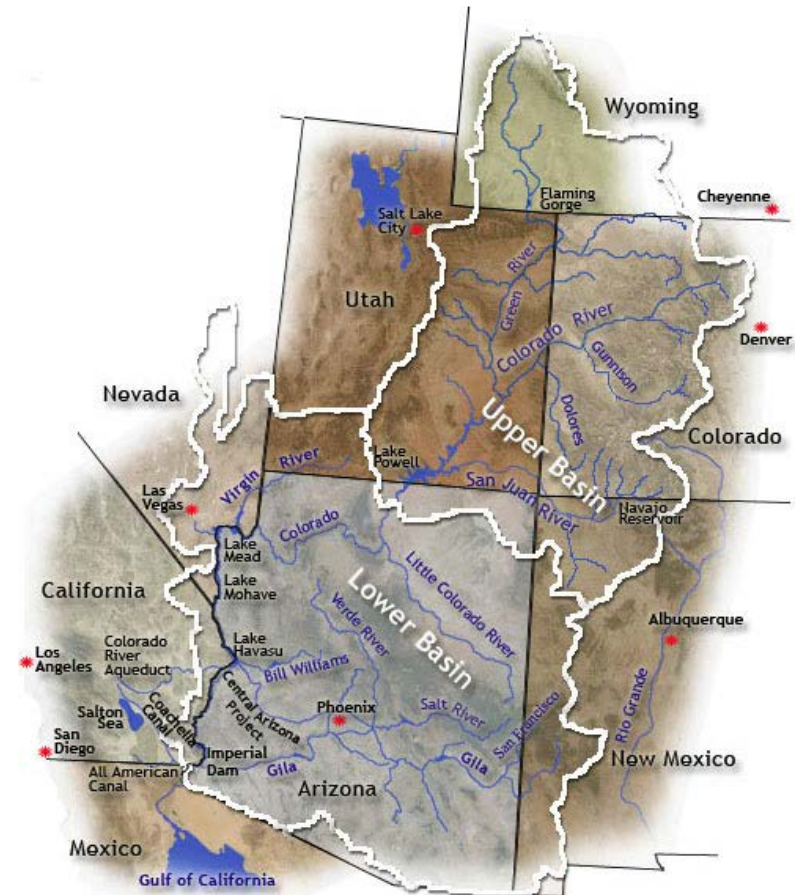 Wyoming
Flaming
Gorge
Cheyenne
Salt Lake
City
Utah
Green
River
Colorado River
Gunnison
Denver
Nevada
Dolores
Upper Basin
Colorado
Lake
Powell
Virgin River
San Juan River
Navajo
Reservoir
Las
Vegas
Colorado
Lake
Mead
Lake
Mohave
California
Little Colorado River
Lower Basin
Verde River
Albuquerque
Los
Angeles
Colorado
River
Aqueduct
Lake
Havasu
Bill Williams
Central Arizona
Project
Phoenix
Salt River
San Francisco
Rio Grande
Salton
Sea
Coachella
Canal
San
Diego
Imperial
Dam
Gila
Gila
New Mexico
All American
Canal
Arizona
Mexico
Gulf of California